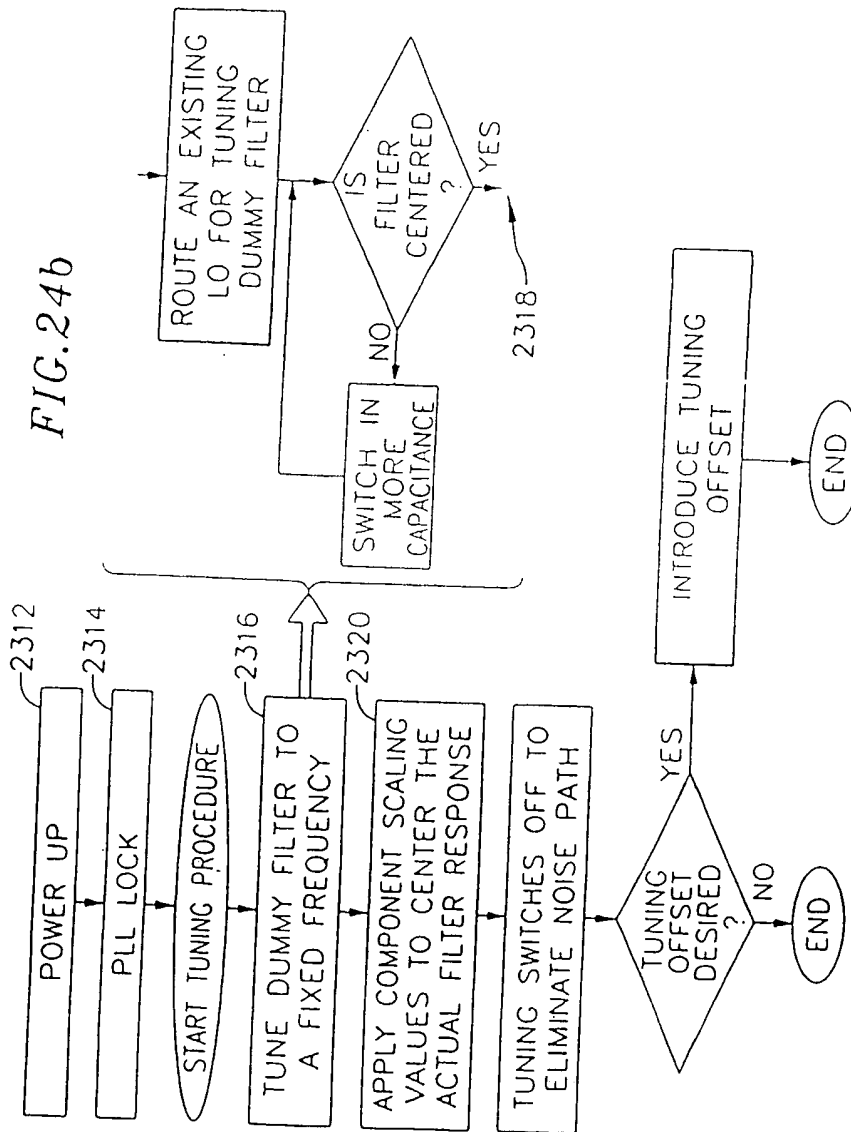 FIG.24b
POWER UP
2312
PLL LOCK
2314
START TUNING PROCEDURE
TUNE DUMMY FILTER TO
A FIXED FREQUENCY
2316
APPLY COMPONENT SCALING
VALUES TO CENTER THE
ACTUAL FILTER RESPONSE
2320
TUNING SWITCHES OFF TO
ELIMINATE NOISE PATH
TUNING
OFFSET
DESIRED
?
YES
NO
END
INTRODUCE TUNING
OFFSET
END
ROUTE AN EXISTING
LO FOR TUNING
DUMMY FILTER
IS
FILTER
CENTERED
?
NO
YES
SWITCH IN
MORE
CAPACITANCE
2318